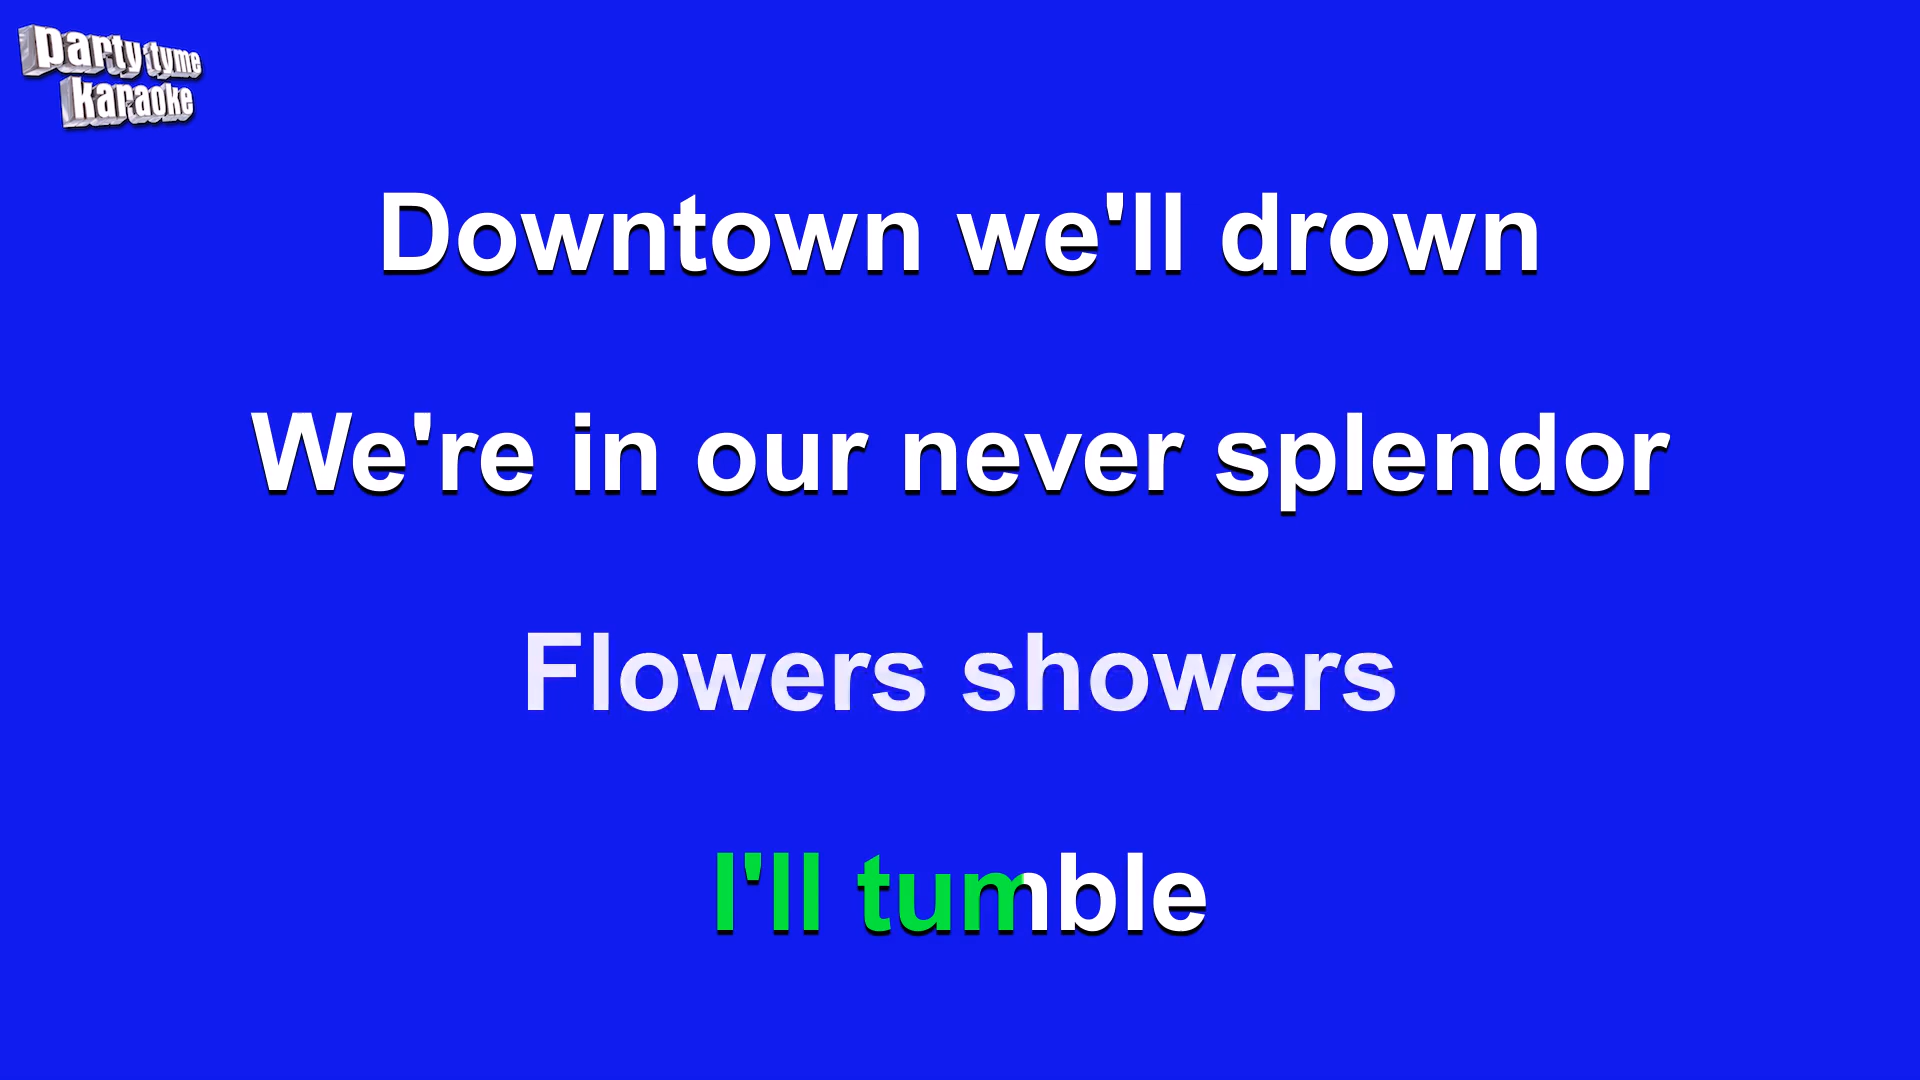 party tyme
karaoke
Downtown we'll drown
We're in our never splendor
Flowers showers
I'll tumble